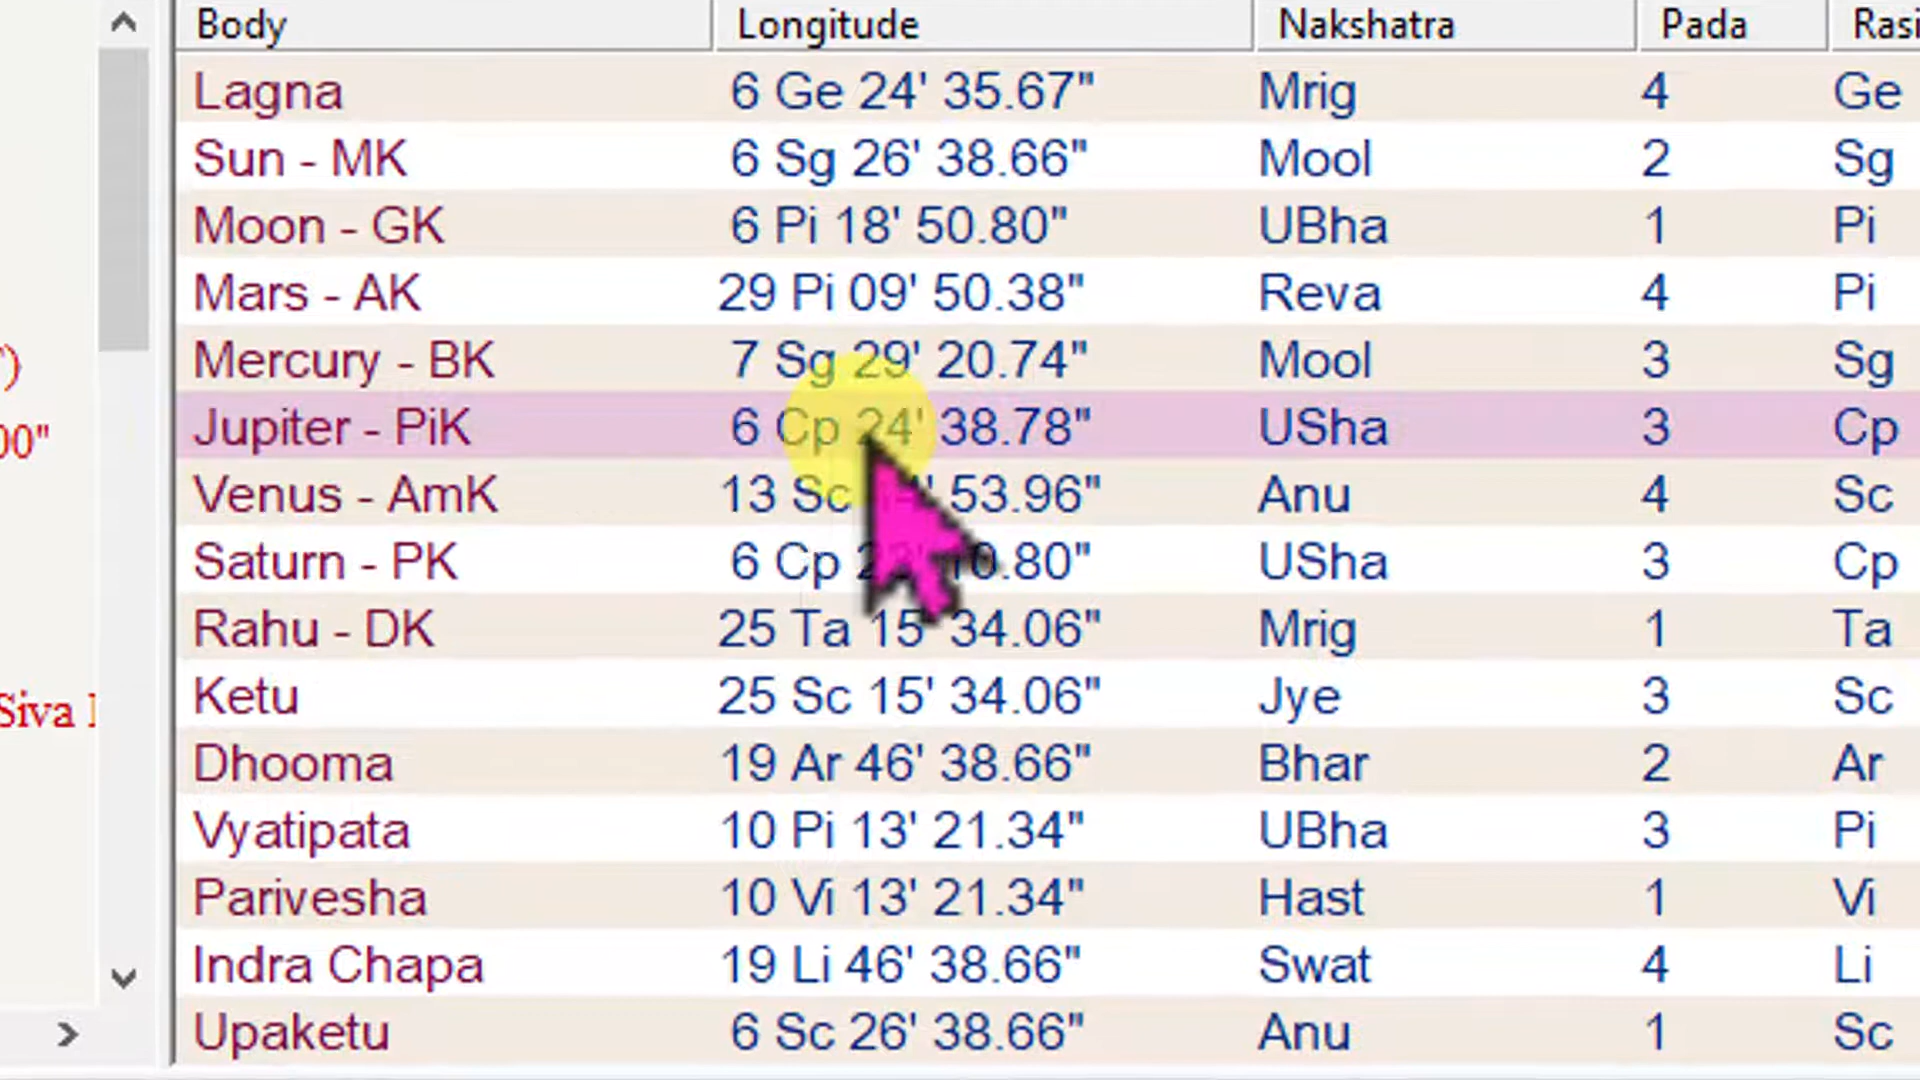 Body Longitude Nakshatra Pada Rasi
Lagna 6 Ge 24' 35.67" Mrig 4 Ge
Sun - MK 6 Sg 26' 38.66" Mool 2 Sg
Moon - GK 6 Pi 18' 50.80" UBha 1 Pi
Mars - AK 29 Pi 09' 50.38" Reva 4 Pi
Mercury - BK 7 Sg 29' 20.74" Mool 3 Sg
Jupiter - PiK 6 Cp 24' 38.78" USha 3 Cp
Venus - AmK 13 Sc 53.96" Anu 4 Sc
Saturn - PK 6 Cp USha 3 Cp
Rahu - DK 25 Ta 15' 34.06" Mrig 1 Ta
Ketu 25 Sc 15' 34.06" Jye 3 Sc
Dhooma 19 Ar 46' 38.66" Bhar 2 Ar
Vyatipata 10 Pi 13' 21.34" UBha 3 Pi
Parivesha 10 Vi 13' 21.34" Hast 1 Vi
Indra Chapa 19 Li 46' 38.66" Swat 4 Li
Upaketu 6 Sc 26' 38.66" Anu 1 Sc
')
00"
Siva